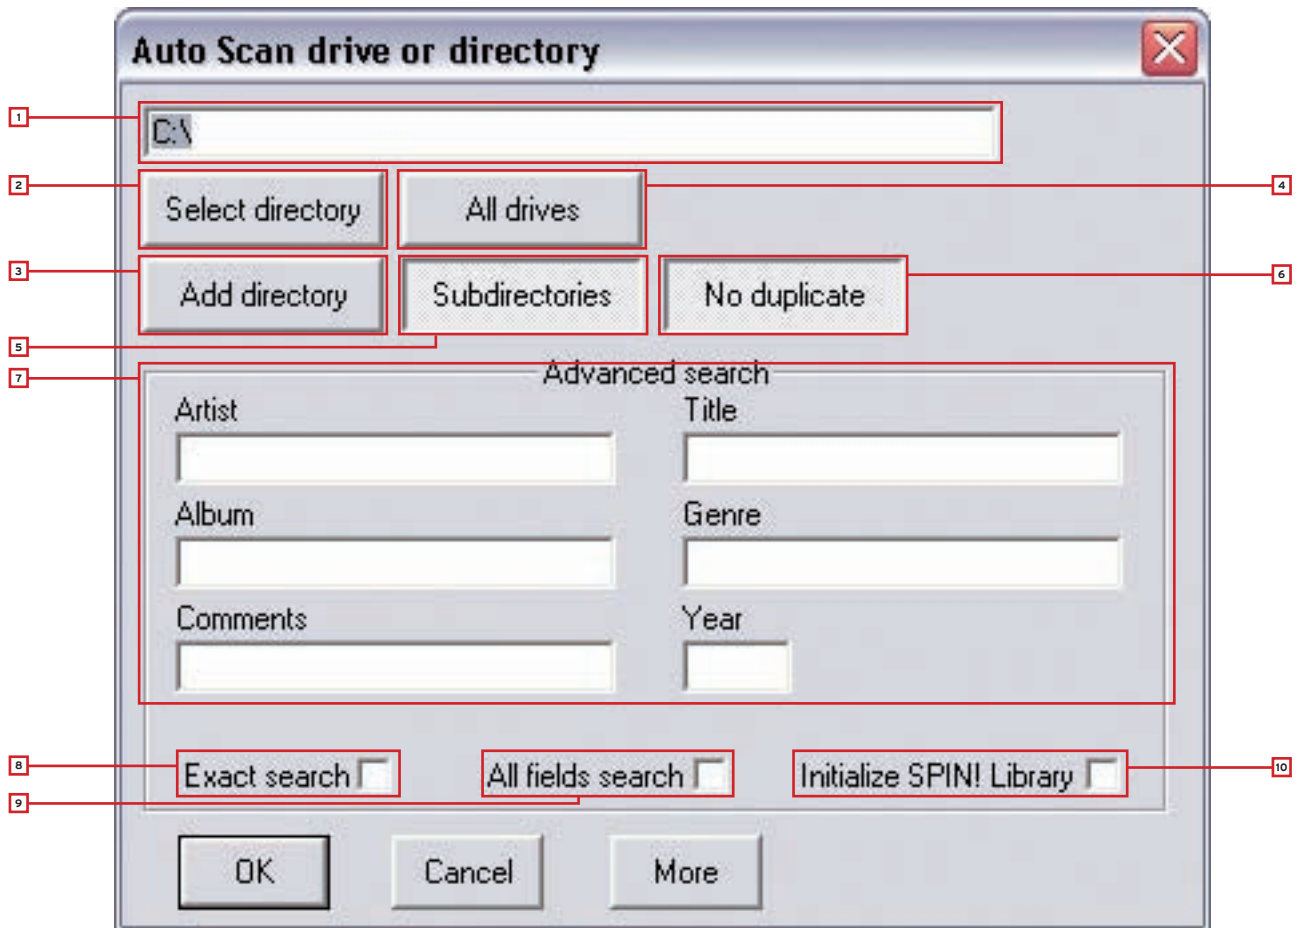 Auto Scan drive or directory
1
C:\
2
Select directory
All drives
4
3
Add directory
Subdirectories
No duplicate
6
5
7
Advanced search
Artist
Title
Album
Genre
Comments
Year
8
Exact search
All fields search
Initialize SPIN! Library
10
9
OK
Cancel
More